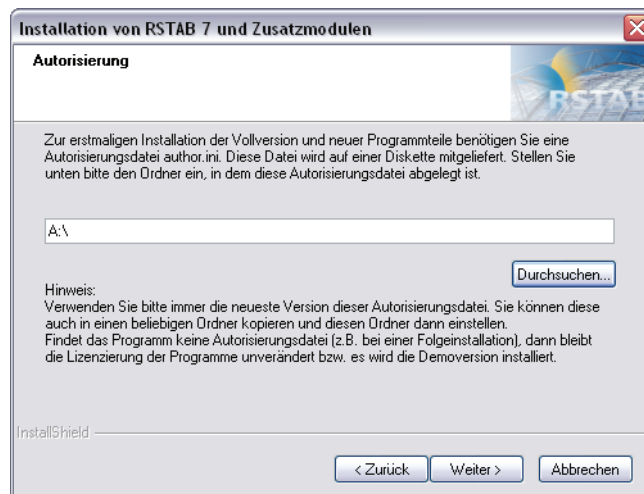 Installation von RSTAB 7 und Zusatzmodulen
Autorisierung
RSTAB
Zur erstmaligen Installation der Vollversion und neuer Programmteile benötigen Sie eine
Autorisierungsdatei author.ini. Diese Datei wird auf einer Diskette mitgeliefert. Stellen Sie
unten bitte den Ordner ein, in dem diese Autorisierungsdatei abgelegt ist.
A:\
Durchsuchen...
Hinweis:
Verwenden Sie bitte immer die neueste Version dieser Autorisierungsdatei. Sie können diese
auch in einen beliebigen Ordner kopieren und diesen Ordner dann einstellen.
Findet das Programm keine Autorisierungsdatei (z.B. bei einer Folgeinstallation), dann bleibt
die Lizenzierung der Programme unverändert bzw. es wird die Demoversion installiert.
InstallShield
< Zurück Weiter > Abbrechen